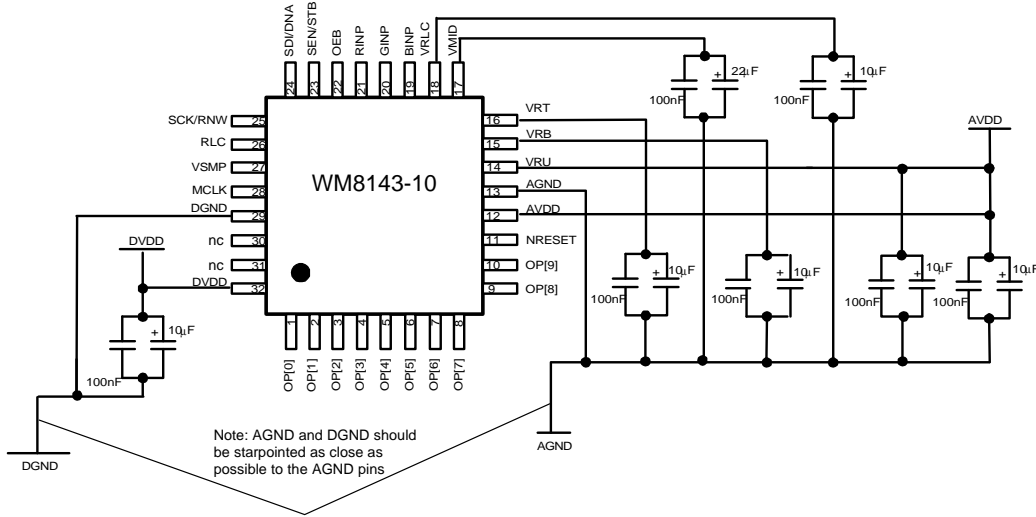 SDI/DNA
SEN/STB
OEB
RINP
GINP
BINP
VRLC
VMID
24
23
22
21
20
19
18
17
22µF
100nF
10µF
100nF
SCK/RNW 25
RLC 26
VSMP 27
MCLK 28
DGND 29
nc 30
nc 31
DVDD 32
WM8143-10
16 VRT
15 VRB
14 VRU
13 AGND
12 AVDD
11 NRESET
10 OP[9]
9 OP[8]
AVDD
DVDD
10µF
100nF
10µF
100nF
10µF
100nF
10µF
100nF
10µF
100nF
1
2
3
4
5
6
7
8
OP[0]
OP[1]
OP[2]
OP[3]
OP[4]
OP[5]
OP[6]
OP[7]
Note: AGND and DGND should
be starpointed as close as
possible to the AGND pins
AGND
DGND